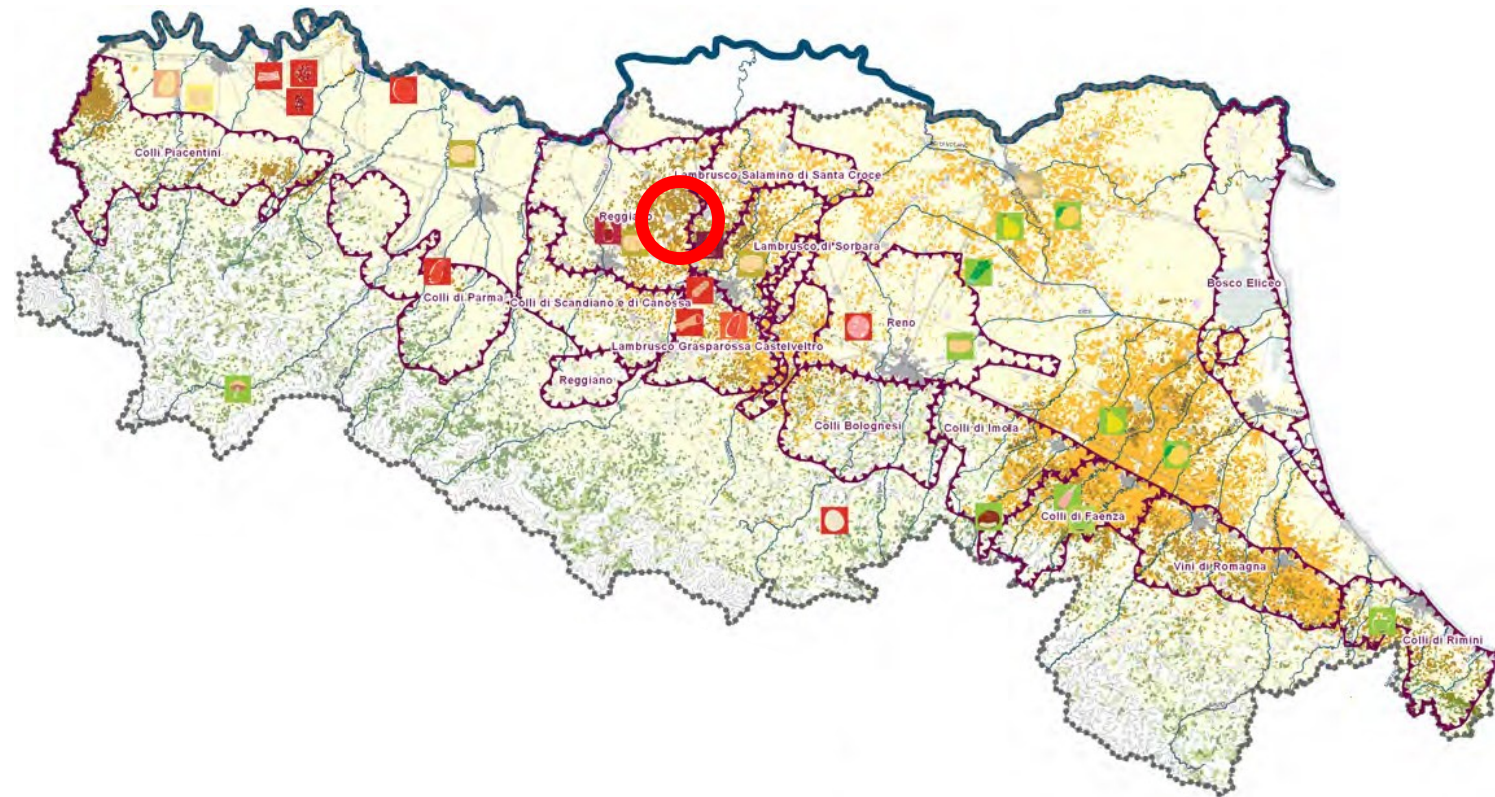 Colli Piacentini
Lambrusco Salamino di Santa Croce
Reggiano
Lambrusco di Sorbara
Bosco Eliceo
Colli di Parma
Colli di Scandiano e di Canossa
Reno
Lambrusco Grasparossa Castelveltro
Reggiano
Colli Bolognesi
Colli di Imola
Colli di Faenza
Vini di Romagna
Colli di Rimini